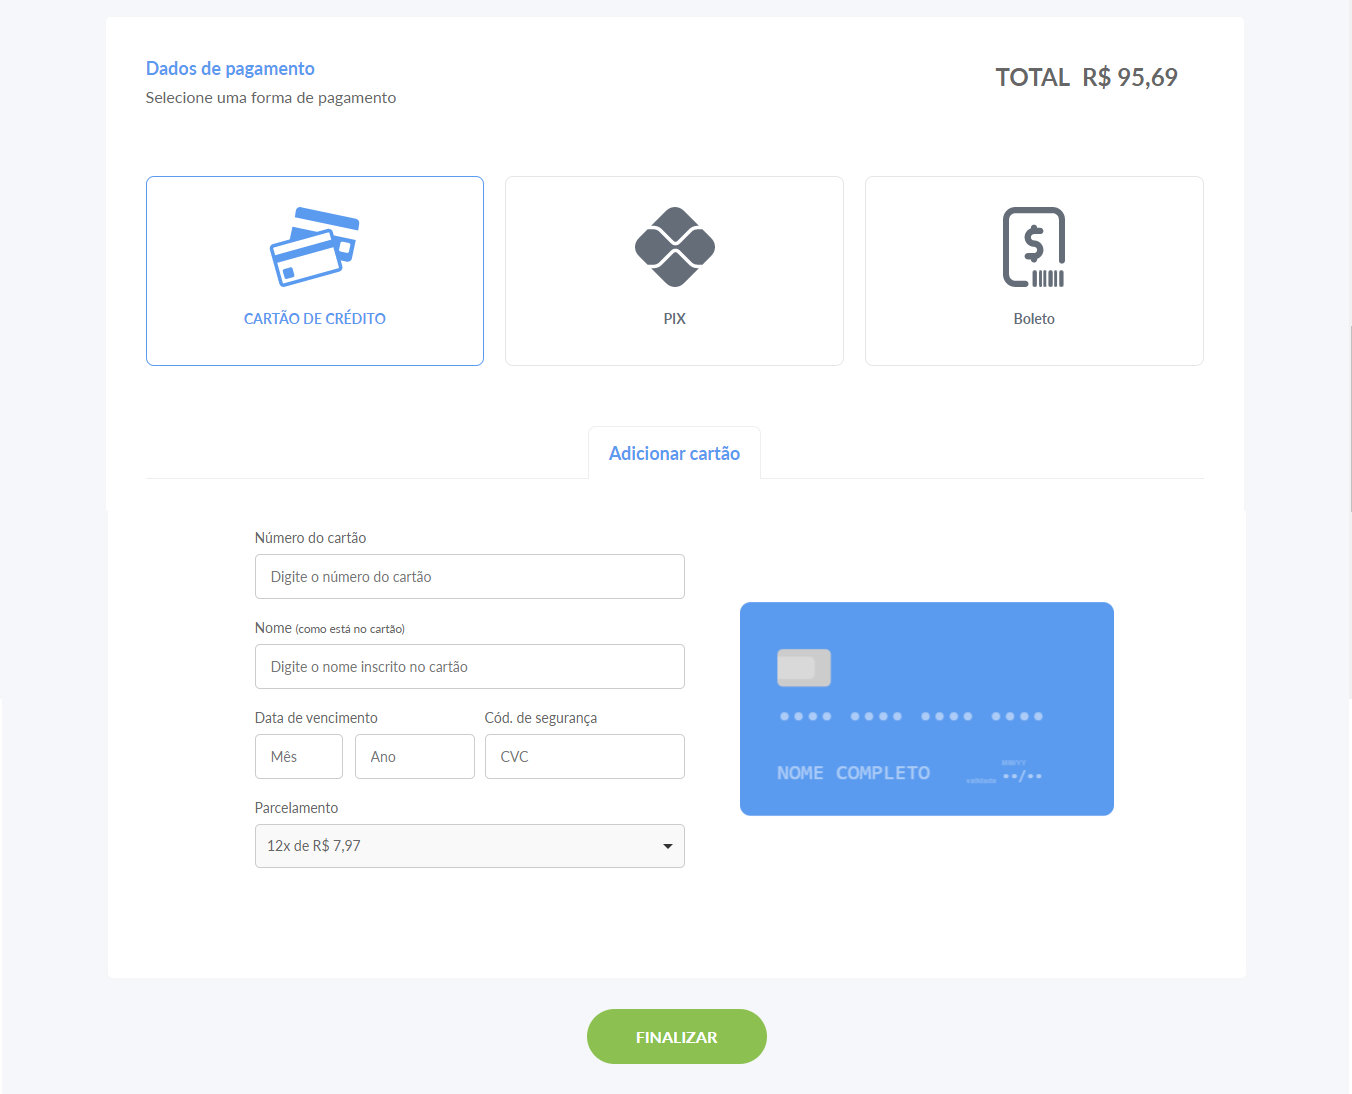 Dados de pagamento
TOTAL R$ 95,69
Selecione uma forma de pagamento
CARTÃO DE CRÉDITO
PIX
Boleto
Adicionar cartão
Número do cartão
Digite o número do cartão
Nome (como está no cartão)
Digite o nome inscrito no cartão
Data de vencimento
Cód. de segurança
Mês
Ano
CVC
Parcelamento
12x de R$ 7,97
•••• •••• •••• ••••
NOME COMPLETO
validade
••/••
FINALIZAR